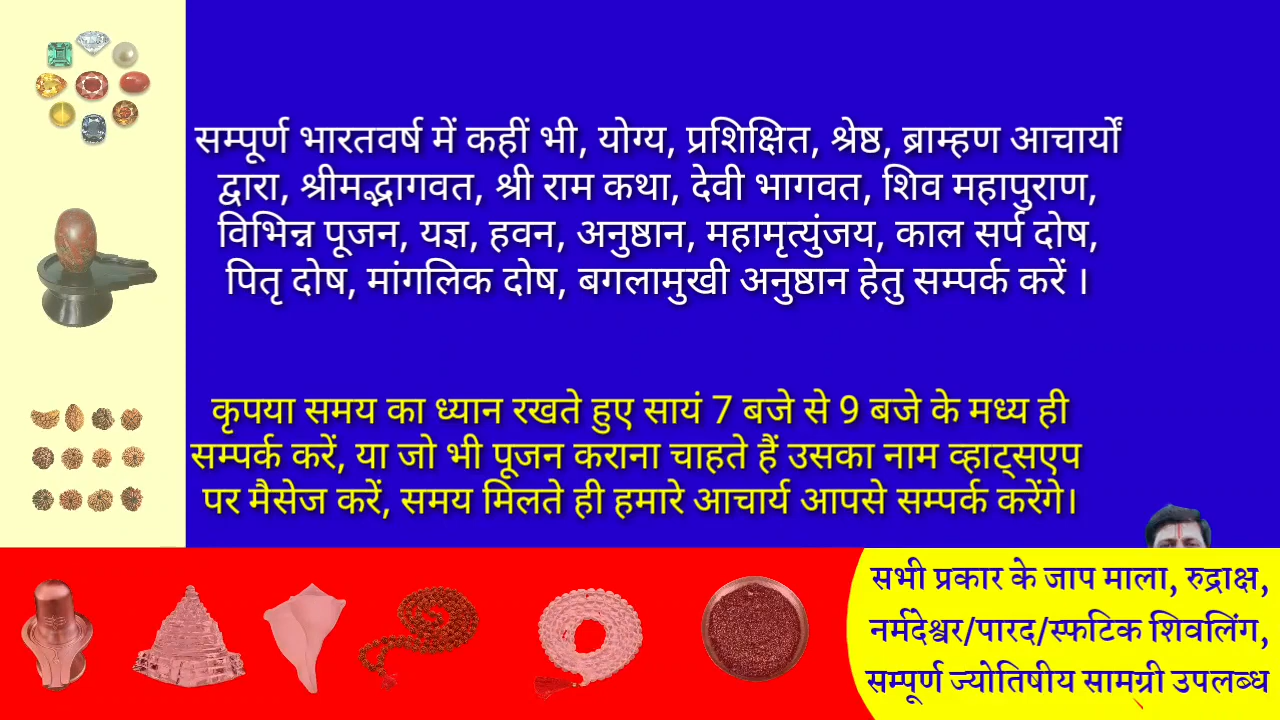 सम्पूर्ण भारतवर्ष में कहीं भी, योग्य, प्रशिक्षित, श्रेष्ठ, ब्राम्हण आचार्यों
द्वारा, श्रीमद्भागवत, श्री राम कथा, देवी भागवत, शिव महापुराण,
विभिन्न पूजन, यज्ञ, हवन, अनुष्ठान, महामृत्युंजय, काल सर्प दोष,
पितृ दोष, मांगलिक दोष, बगलामुखी अनुष्ठान हेतु सम्पर्क करें ।
कृपया समय का ध्यान रखते हुए सायं 7 बजे से 9 बजे के मध्य ही
सम्पर्क करें, या जो भी पूजन कराना चाहते हैं उसका नाम व्हाट्सएप
पर मैसेज करें, समय मिलते ही हमारे आचार्य आपसे सम्पर्क करेंगे।
सभी प्रकार के जाप माला, रुद्राक्ष,
नर्मदेश्वर/पारद/स्फटिक शिवलिंग,
सम्पूर्ण ज्योतिषीय सामग्री उपलब्ध